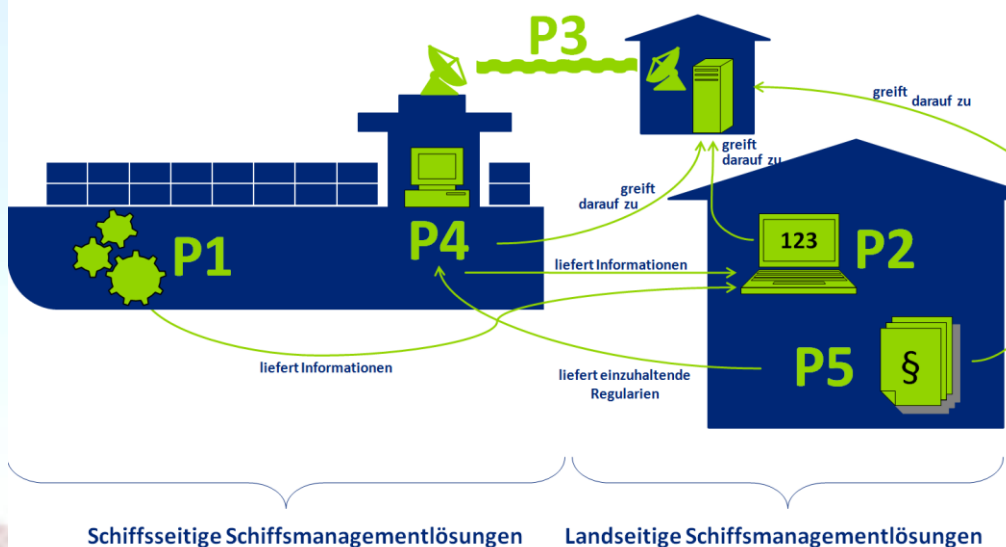 P3
greift
darauf zu
greift
darauf zu
greift
darauf zu
P1
P4
123
P2
liefert Informationen
liefert Informationen
liefert einzuhaltende
Regularien
P5
§
Schiffsseitige Schiffsmanagementlösungen
Landseitige Schiffsmanagementlösungen